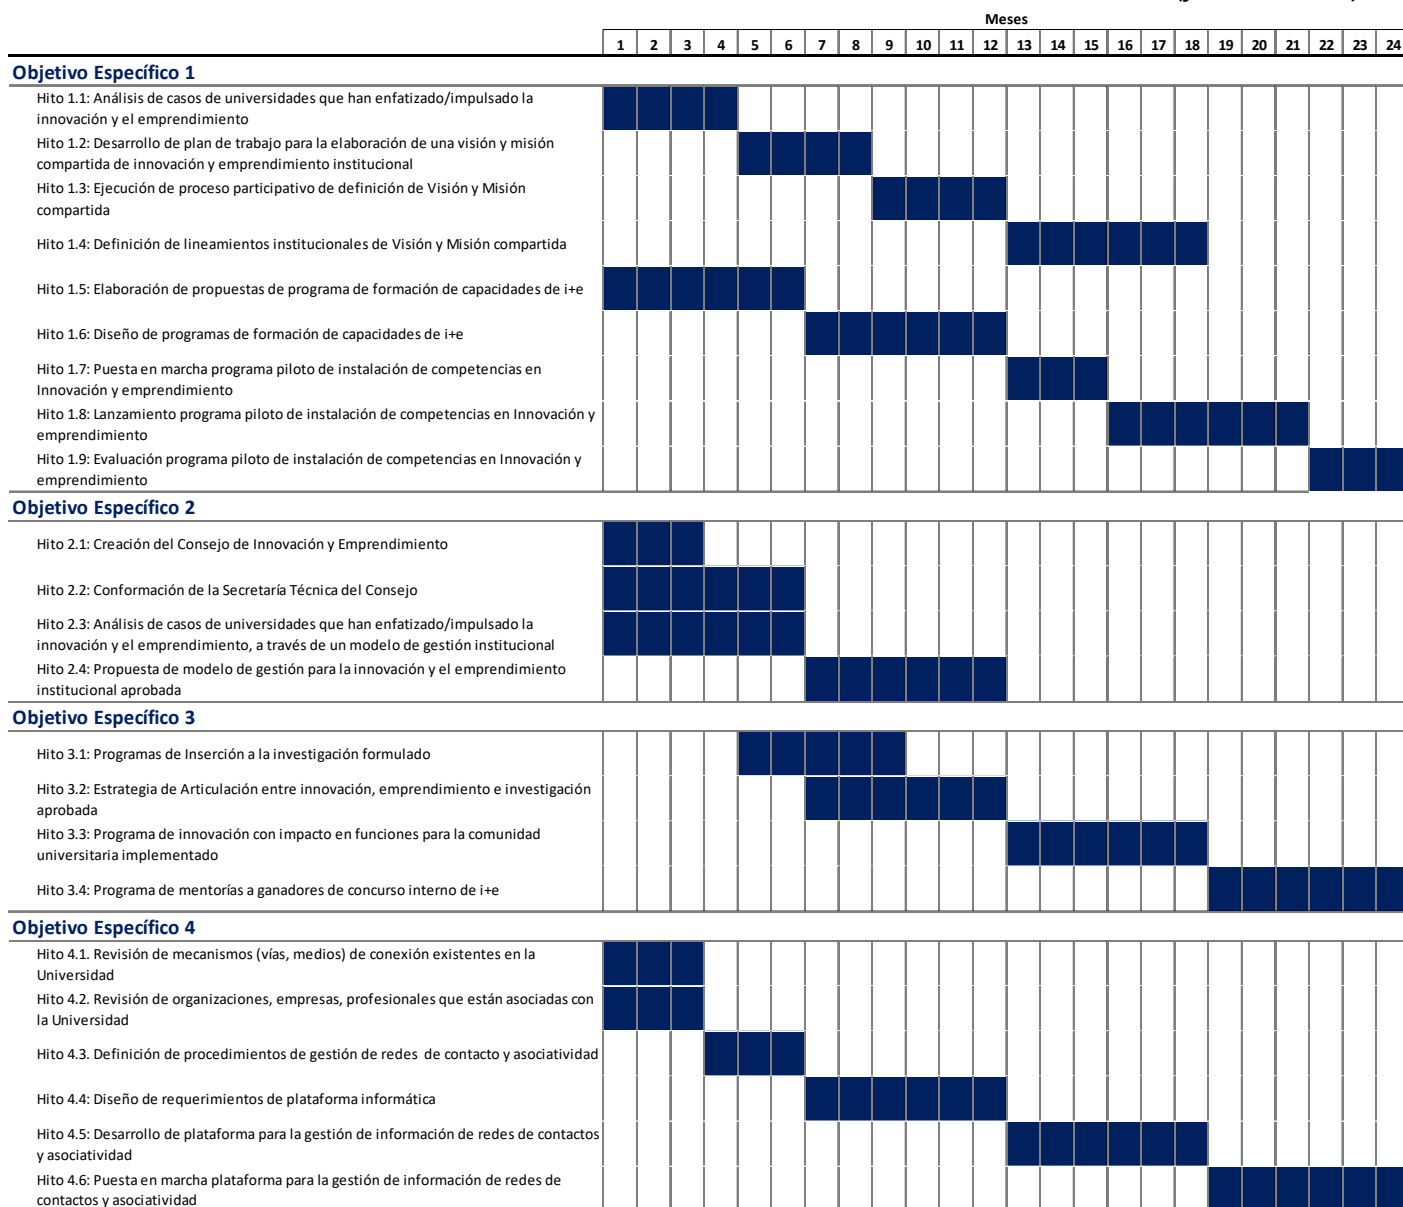 Meses
1 2 3 4 5 6 7 8 9 10 11 12 13 14 15 16 17 18 19 20 21 22 23 24
Objetivo Específico 1
Hito 1.1: Análisis de casos de universidades que han enfatizado/impulsado la
innovación y el emprendimiento
Hito 1.2: Desarrollo de plan de trabajo para la elaboración de una visión y misión
compartida de innovación y emprendimiento institucional
Hito 1.3: Ejecución de proceso participativo de definición de Visión y Misión
compartida
Hito 1.4: Definición de lineamientos institucionales de Visión y Misión compartida
Hito 1.5: Elaboración de propuestas de programa de formación de capacidades de i+e
Hito 1.6: Diseño de programas de formación de capacidades de i+e
Hito 1.7: Puesta en marcha programa piloto de instalación de competencias en
Innovación y emprendimiento
Hito 1.8: Lanzamiento programa piloto de instalación de competencias en Innovación y
emprendimiento
Hito 1.9: Evaluación programa piloto de instalación de competencias en Innovación y
emprendimiento
Objetivo Específico 2
Hito 2.1: Creación del Consejo de Innovación y Emprendimiento
Hito 2.2: Conformación de la Secretaría Técnica del Consejo
Hito 2.3: Análisis de casos de universidades que han enfatizado/impulsado la
innovación y el emprendimiento, a través de un modelo de gestión institucional
Hito 2.4: Propuesta de modelo de gestión para la innovación y el emprendimiento
institucional aprobada
Objetivo Específico 3
Hito 3.1: Programas de Inserción a la investigación formulado
Hito 3.2: Estrategia de Articulación entre innovación, emprendimiento e investigación
aprobada
Hito 3.3: Programa de innovación con impacto en funciones para la comunidad
universitaria implementado
Hito 3.4: Programa de mentorías a ganadores de concurso interno de i+e
Objetivo Específico 4
Hito 4.1. Revisión de mecanismos (vías, medios) de conexión existentes en la
Universidad
Hito 4.2. Revisión de organizaciones, empresas, profesionales que están asociadas con
la Universidad
Hito 4.3. Definición de procedimientos de gestión de redes de contacto y asociatividad
Hito 4.4: Diseño de requerimientos de plataforma informática
Hito 4.5: Desarrollo de plataforma para la gestión de información de redes de contactos
y asociatividad
Hito 4.6: Puesta en marcha plataforma para la gestión de información de redes de
contactos y asociatividad